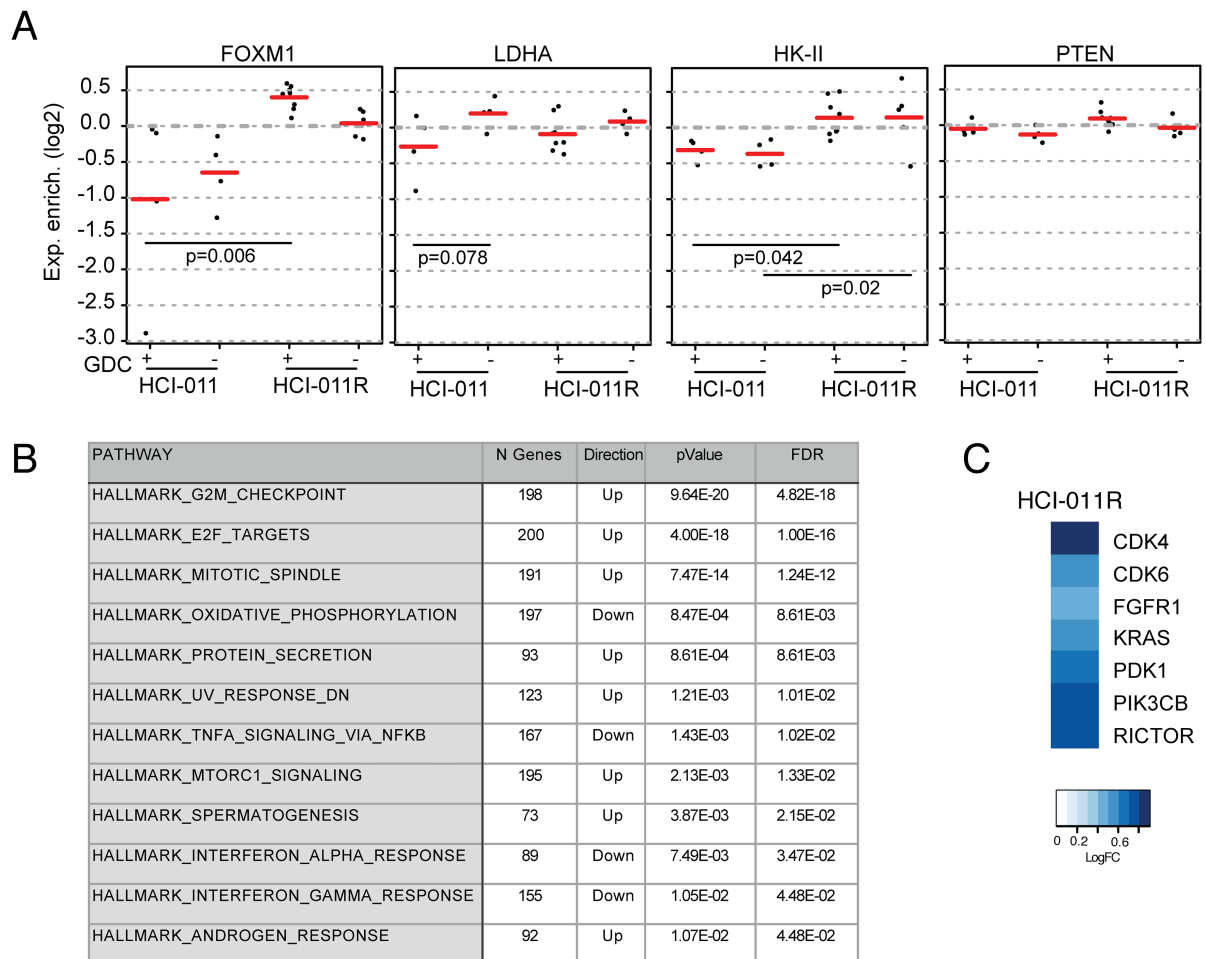 A
FOXM1 LDHA HK-II PTEN
Exp. enrich. (log2)
0.5
0.0
-0.5
-1.0
-1.5
-2.0
-2.5
-3.0
p=0.006
p=0.078
p=0.042
p=0.02
GDC + - + - + - + - + - + - + - + -
HCI-011 HCI-011R HCI-011 HCI-011R HCI-011 HCI-011R HCI-011 HCI-011R
B
PATHWAY N Genes Direction pValue FDR
HALLMARK_G2M_CHECKPOINT 198 Up 9.64E-20 4.82E-18
HALLMARK_E2F_TARGETS 200 Up 4.00E-18 1.00E-16
HALLMARK_MITOTIC_SPINDLE 191 Up 7.47E-14 1.24E-12
HALLMARK_OXIDATIVE_PHOSPHORYLATION 197 Down 8.47E-04 8.61E-03
HALLMARK_PROTEIN_SECRETION 93 Up 8.61E-04 8.61E-03
HALLMARK_UV_RESPONSE_DN 123 Up 1.21E-03 1.01E-02
HALLMARK_TNFA_SIGNALING_VIA_NFKB 167 Down 1.43E-03 1.02E-02
HALLMARK_MTORC1_SIGNALING 195 Up 2.13E-03 1.33E-02
HALLMARK_SPERMATOGENESIS 73 Up 3.87E-03 2.15E-02
HALLMARK_INTERFERON_ALPHA_RESPONSE 89 Down 7.49E-03 3.47E-02
HALLMARK_INTERFERON_GAMMA_RESPONSE 155 Down 1.05E-02 4.48E-02
HALLMARK_ANDROGEN_RESPONSE 92 Up 1.07E-02 4.48E-02
C
HCI-011R
CDK4
CDK6
FGFR1
KRAS
PDK1
PIK3CB
RICTOR
0 0.2 0.6
LogFC